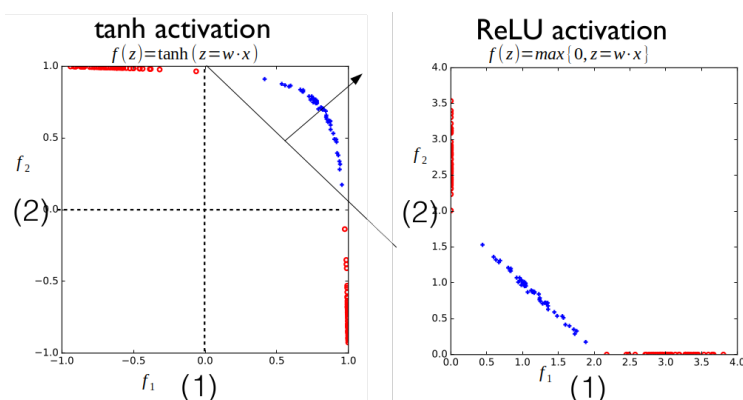 tanh activation
f(z)=tanh(z=w·x)
1.0
0.5
f₂
(2)
0.0
−0.5
−1.0
−1.0 −0.5 0.0 0.5 1.0
f₁ (1)
ReLU activation
f(z)=max{0,z=w·x}
4.0
3.5
3.0
f₂
2.5
(2)
2.0
1.5
1.0
0.5
0.0
0.0 0.5 1.0 1.5 2.0 2.5 3.0 3.5 4.0
f₁ (1)